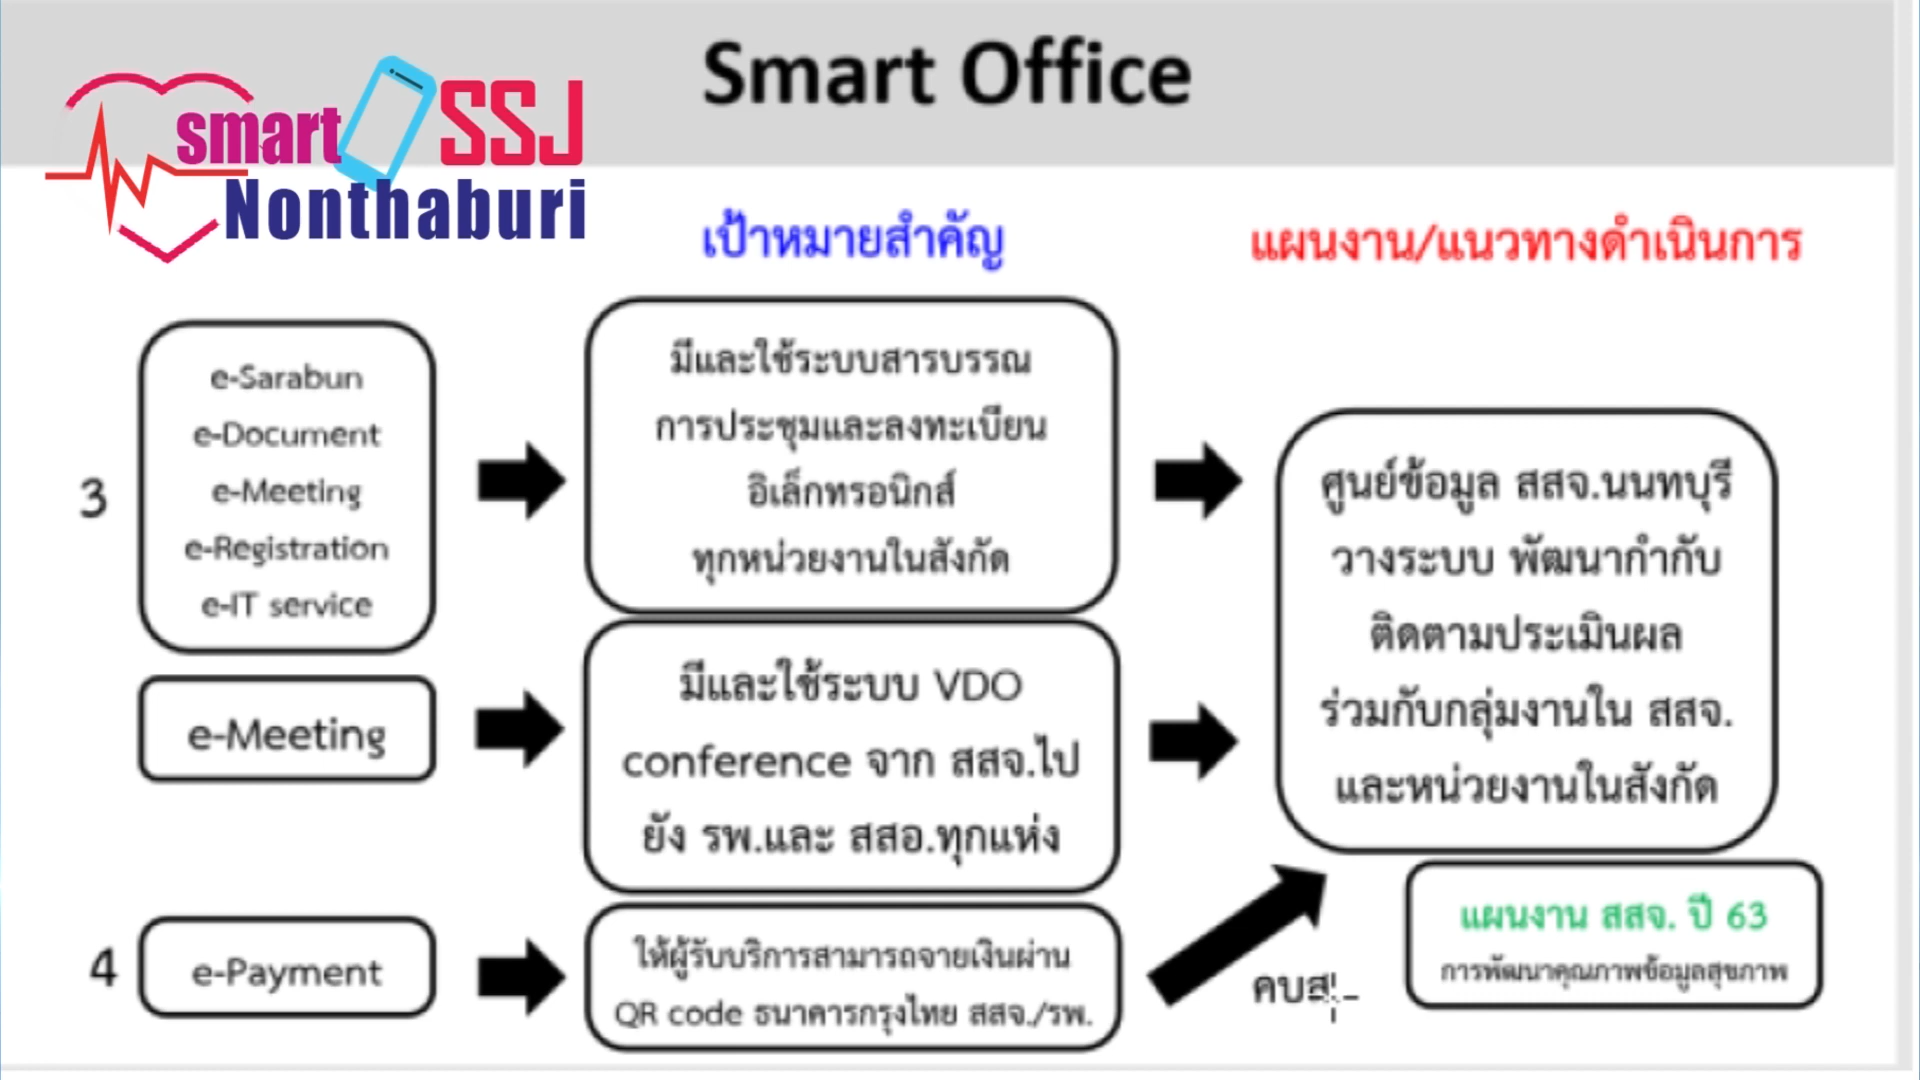 Smart Office
smart SSJ
Nonthaburi
เป้าหมายสำคัญ
แผนงาน/แนวทางดำเนินการ
3
e-Sarabun
e-Document
e-Meeting
e-Registration
e-IT service
มีและใช้ระบบสารบรรณ
การประชุมและลงทะเบียน
อิเล็กทรอนิกส์
ทุกหน่วยงานในสังกัด
e-Meeting
มีและใช้ระบบ VDO
conference จาก สสจ.ไป
ยัง รพ.และ สสอ.ทุกแห่ง
ศูนย์ข้อมูล สสจ.นนทบุรี
วางระบบ พัฒนากำกับ
ติดตามประเมินผล
ร่วมกับกลุ่มงานใน สสจ.
และหน่วยงานในสังกัด
4
e-Payment
ให้ผู้รับบริการสามารถจายเงินผ่าน
QR code ธนาคารกรุงไทย สสจ./รพ.
คบส.
แผนงาน สสจ. ปี 63
การพัฒนาคุณภาพข้อมูลสุขภาพ